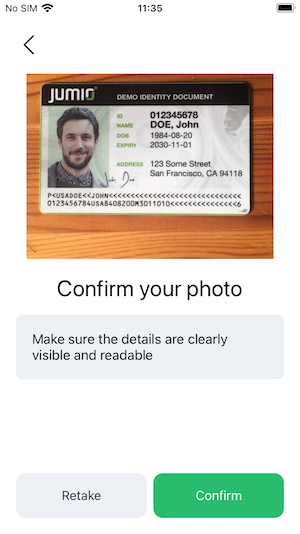 No SIM 11:35
JUMIO
DEMO IDENTITY DOCUMENT
ID 012345678
NAME DOE, John
DOB 1984-08-20
EXPIRY 2030-11-01
ADDRESS 123 Some Street
San Francisco, CA 94118
John Doe
P<USADOE<<JOHN<<<<<<<<<<<<<<<<<<<<<<<<<<<<<<
0123456784USA8408200M3011010<<<<<<<<<<<<<<<6
Confirm your photo
Make sure the details are clearly
visible and readable
Retake Confirm